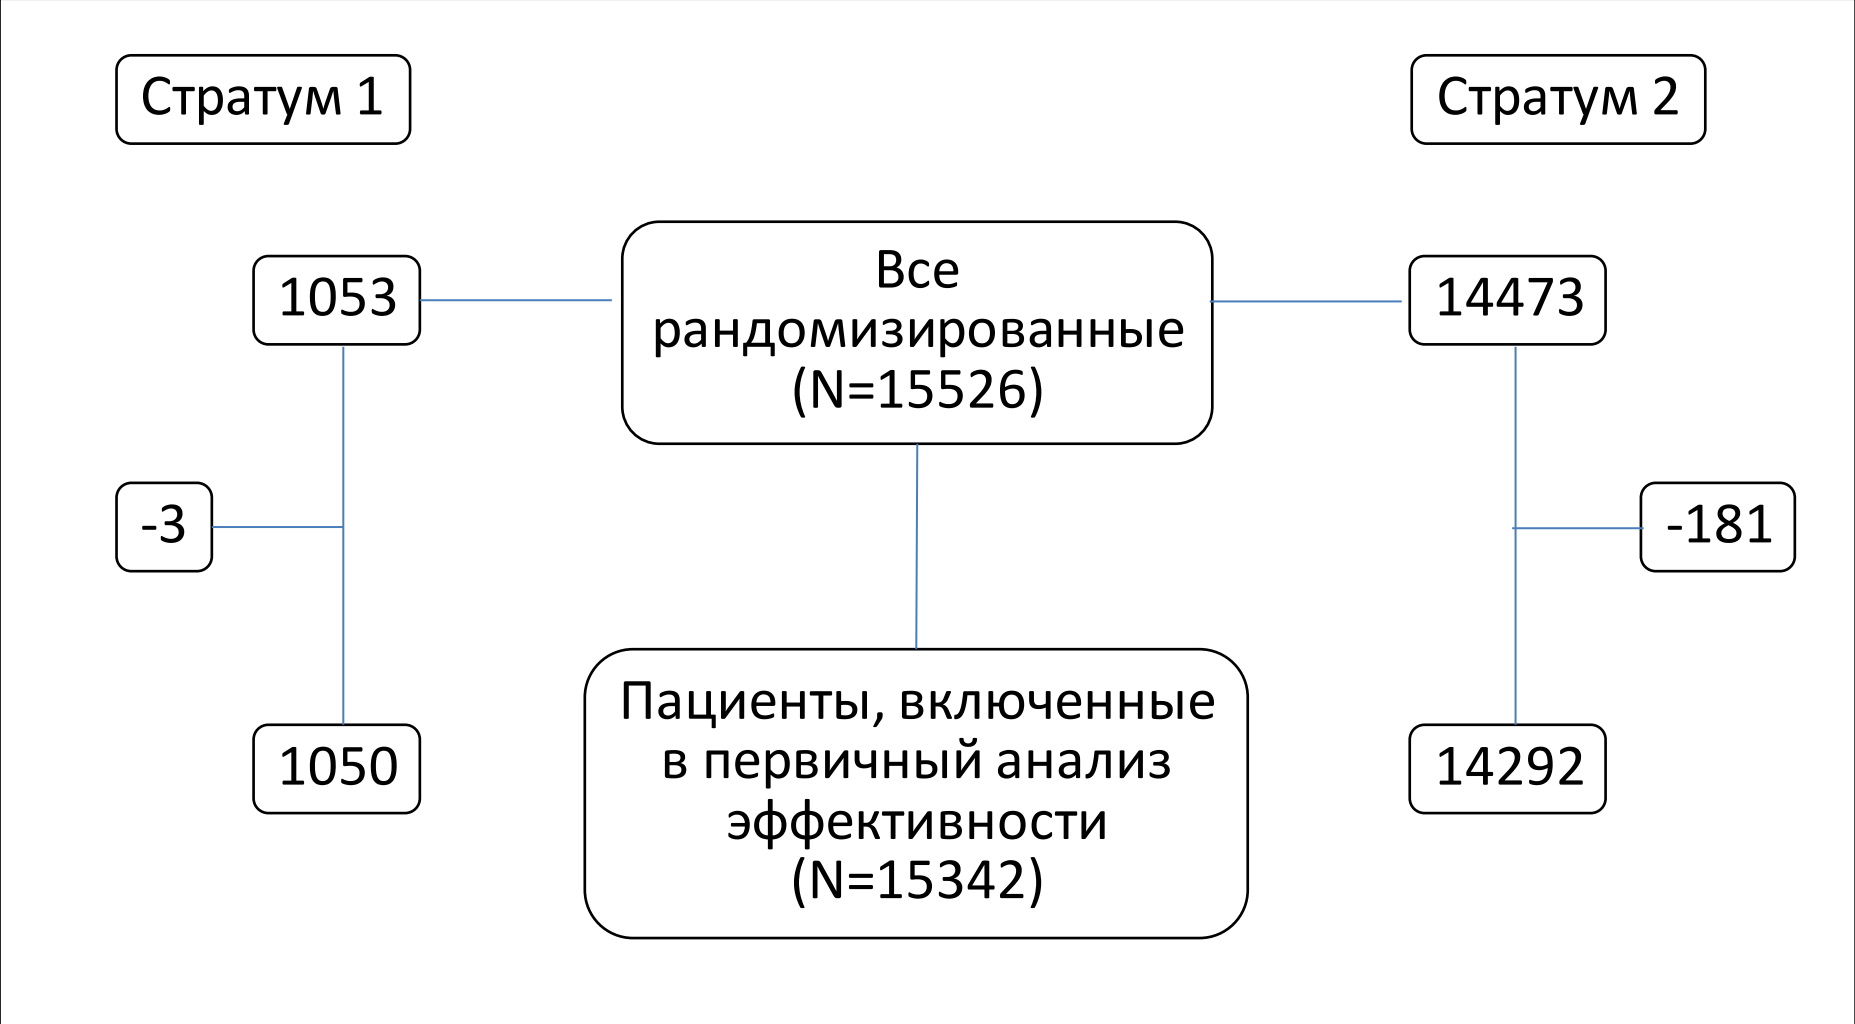 Стратум 1
Стратум 2
1053
Все
рандомизированные
(N=15526)
14473
-3
-181
1050
Пациенты, включенные
в первичный анализ
эффективности
(N=15342)
14292